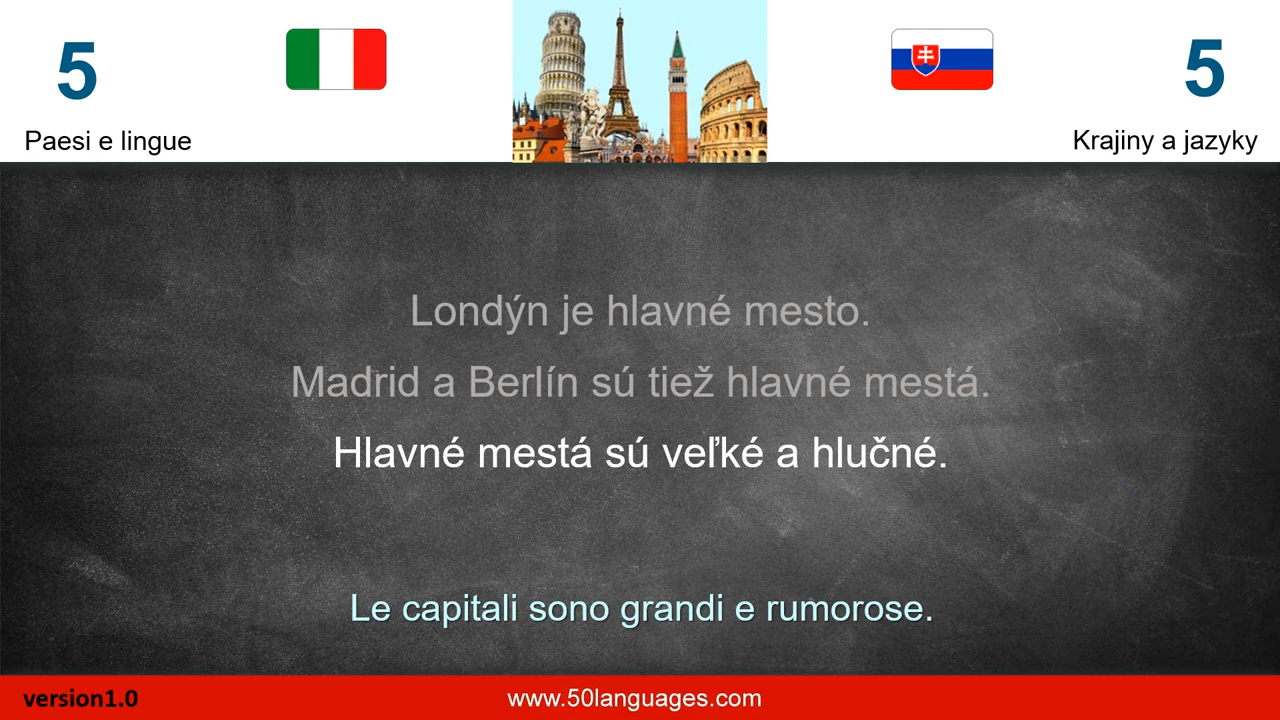 5
5
Paesi e lingue
Krajiny a jazyky
Londýn je hlavné mesto.
Madrid a Berlín sú tiež hlavné mestá.
Hlavné mestá sú veľké a hlučné.
Le capitali sono grandi e rumorose.
version1.0
www.50languages.com